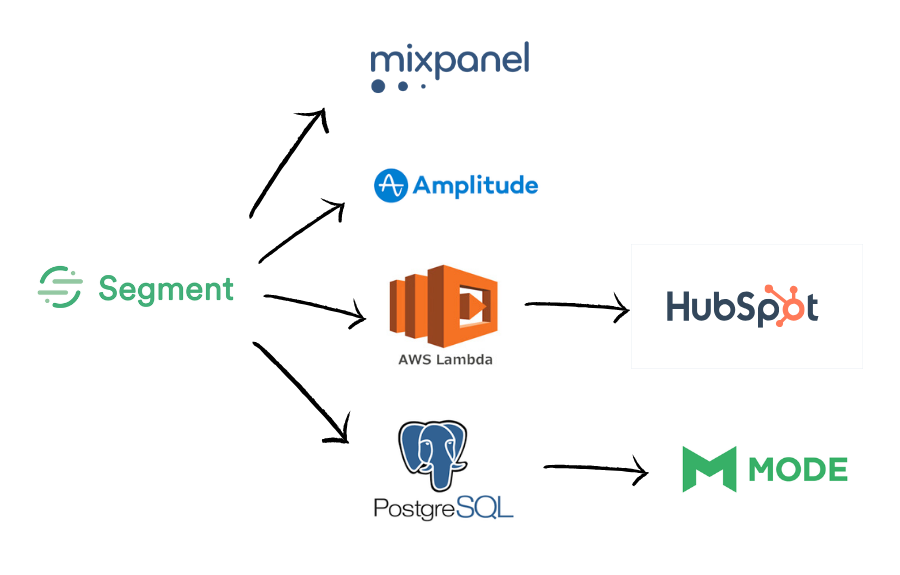 mixpanel
Amplitude
Segment
HubSpot
AWS Lambda
PostgreSQL
MODE